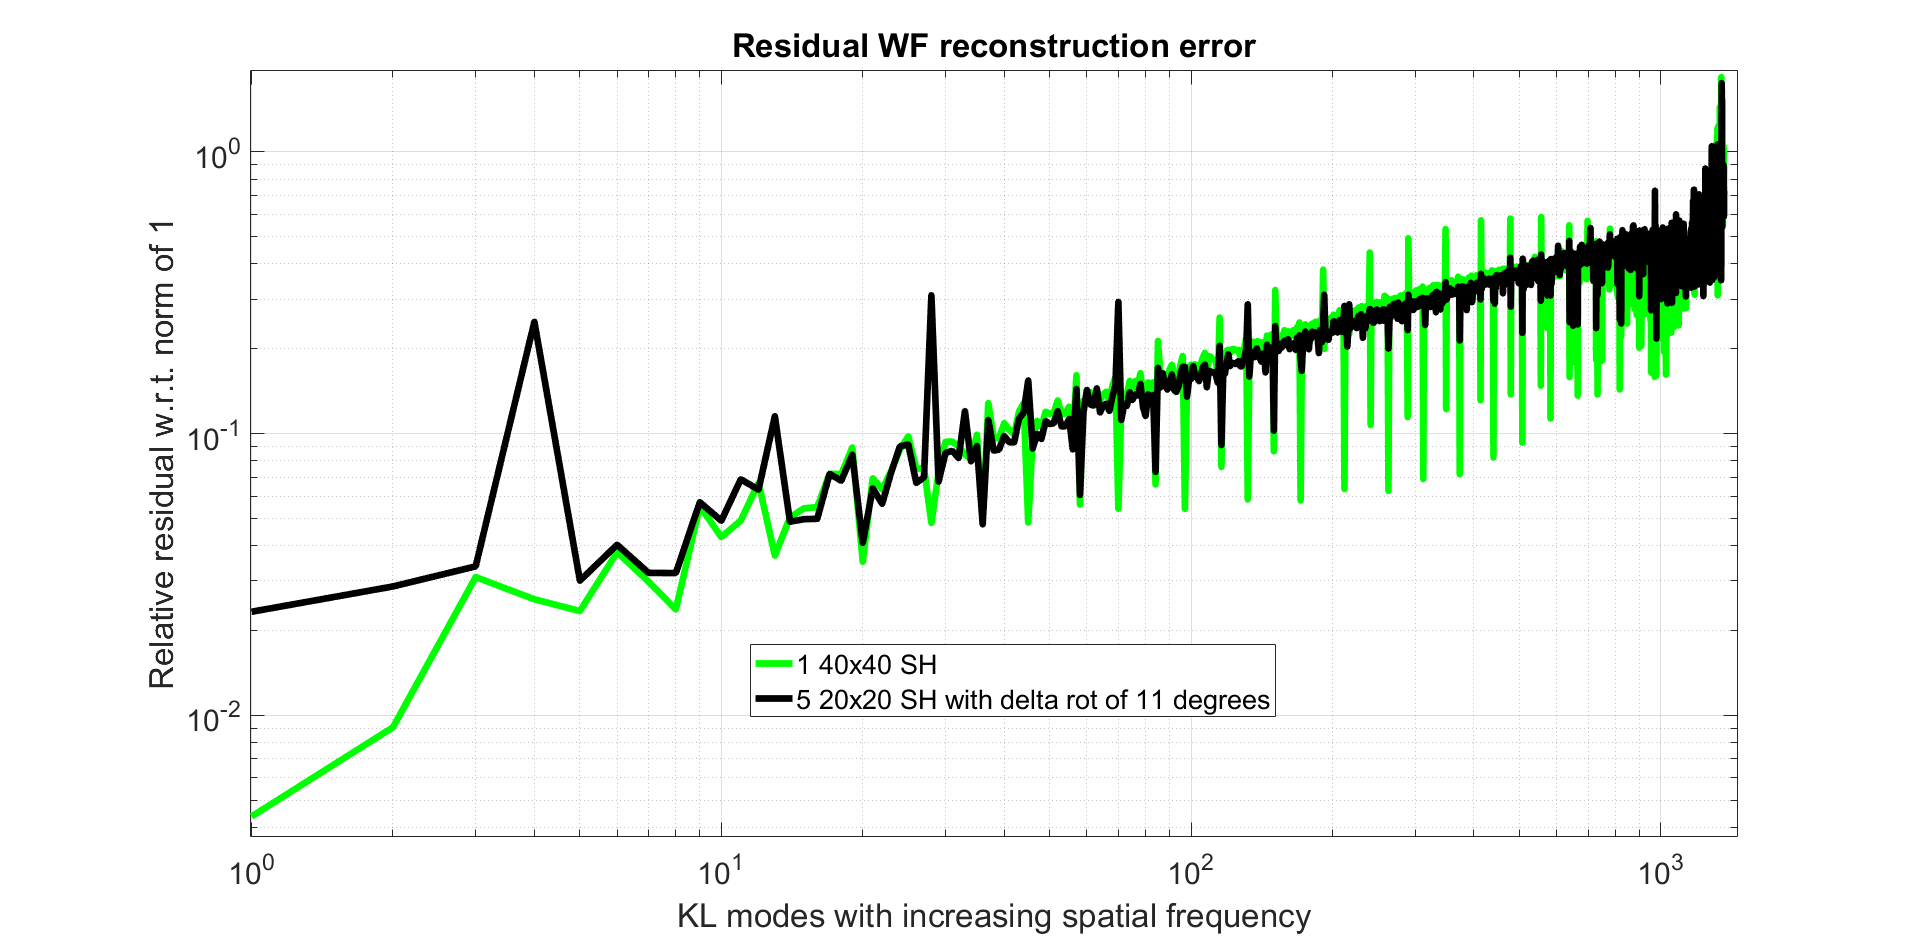 Residual WF reconstruction error
Relative residual w.r.t. norm of 1
10^0
10^-1
10^-2
1 40x40 SH
5 20x20 SH with delta rot of 11 degrees
10^0 10^1 10^2 10^3
KL modes with increasing spatial frequency